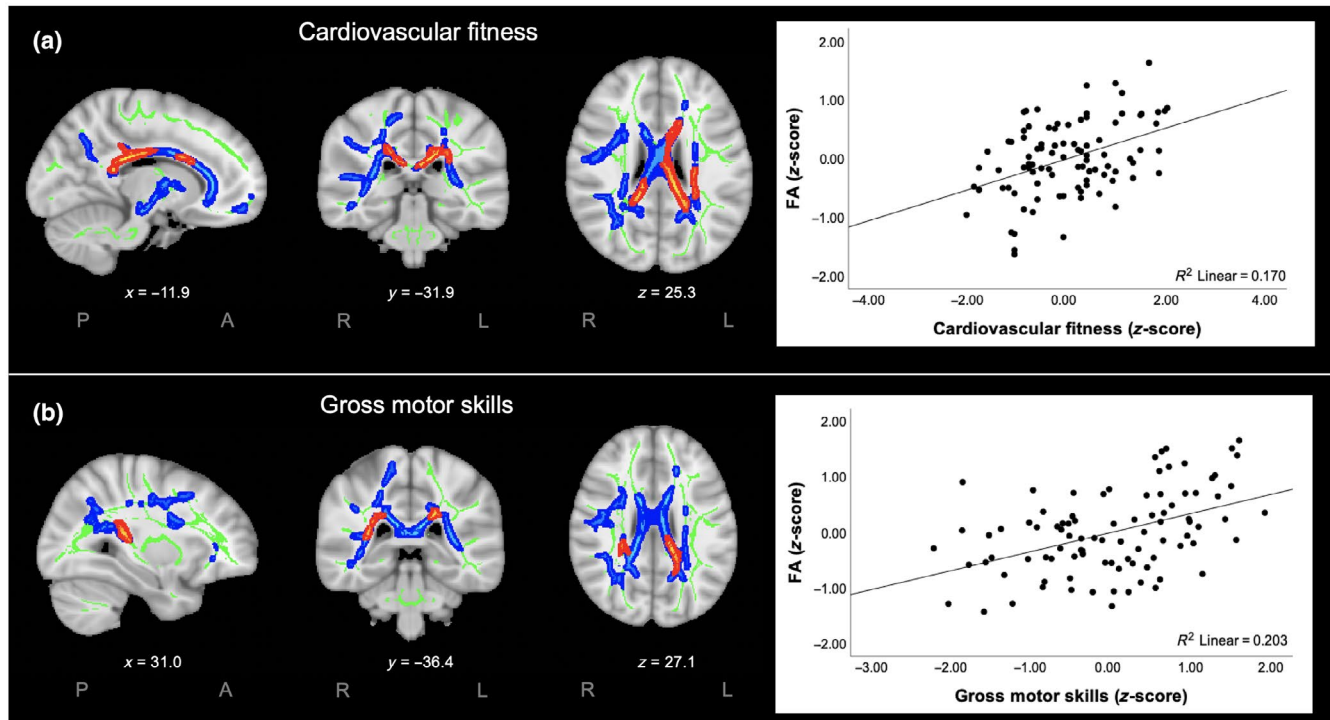 (a)
Cardiovascular fitness
x = −11.9
y = −31.9
z = 25.3
P A R L R L
FA (z-score)
2.00
1.00
0.00
−1.00
−2.00
R² Linear = 0.170
−4.00 −2.00 0.00 2.00 4.00
Cardiovascular fitness (z-score)
(b)
Gross motor skills
x = 31.0
y = −36.4
z = 27.1
P A R L R L
FA (z-score)
2.00
1.00
0.00
−1.00
−2.00
R² Linear = 0.203
−3.00 −2.00 −1.00 0.00 1.00 2.00
Gross motor skills (z-score)